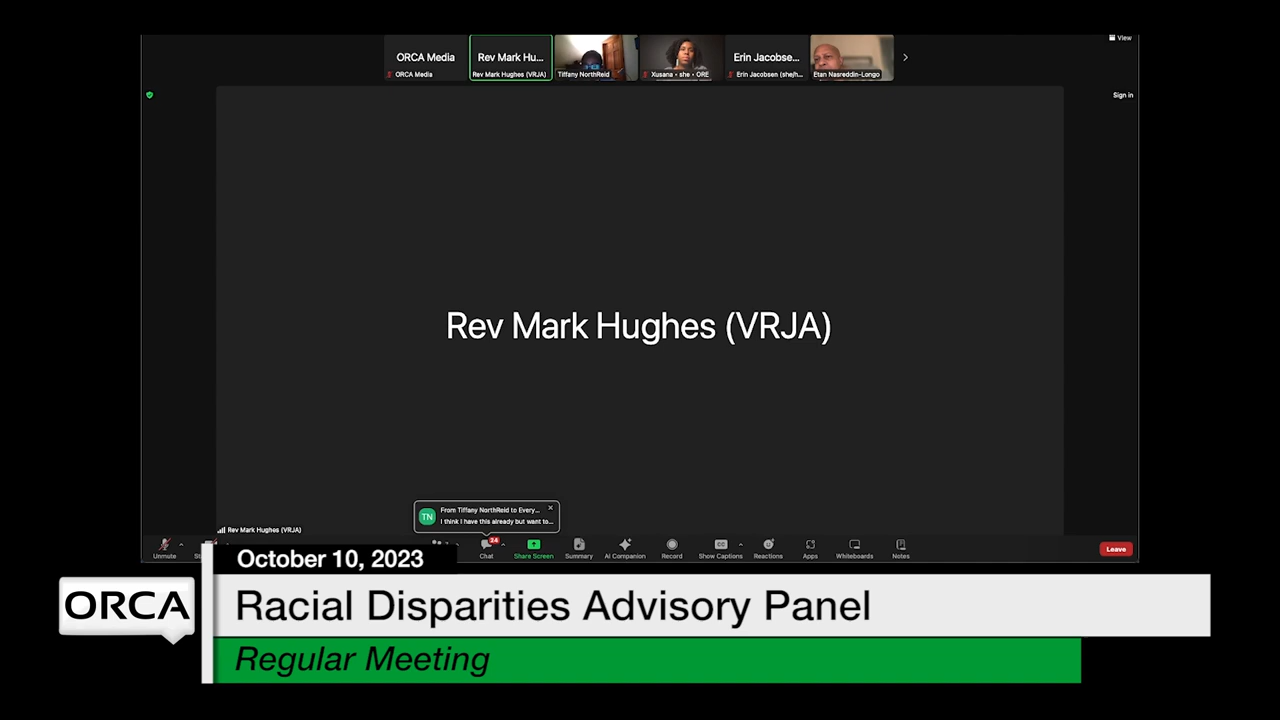 View
ORCA Media
Rev Mark Hu...
Erin Jacobse...
ORCA Media
Rev Mark Hughes (VRJA)
Tiffany NorthReid
Xusana • she • ORE
Erin Jacobsen (she/h...
Etan Nasreddin-Longo
Sign in
Rev Mark Hughes (VRJA)
TN
From Tiffany NorthReid to Every...
I think I have this already but want to...
Rev Mark Hughes (VRJA)
24
Unmute
Chat
Share Screen
Summary
AI Companion
Record
CC
Show Captions
Reactions
Apps
Whiteboards
Notes
Leave
October 10, 2023
ORCA
Racial Disparities Advisory Panel
Regular Meeting